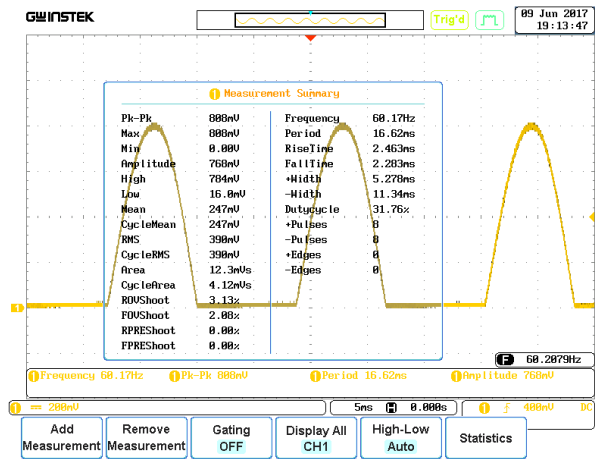 GWINSTEK
Trig'd
09 Jun 2017
19:13:47
1 Measurement Summary
Pk-Pk 808mV
Max 808mV
Min 0.00V
Amplitude 768mV
High 784mV
Low 16.0mV
Mean 247mV
CycleMean 247mV
RMS 390mV
CycleRMS 390mV
Area 12.3mVs
CycleArea 4.12mVs
ROVShoot 3.13%
FOVShoot 2.08%
RPREShoot 0.00%
FPREShoot 0.00%
Frequency 60.17Hz
Period 16.62ms
RiseTime 2.463ms
FallTime 2.283ms
+Width 5.278ms
-Width 11.34ms
Dutycycle 31.76%
+Pulses 8
-Pulses 8
+Edges 0
-Edges 0
1
F 60.2079Hz
1 Frequency 60.17Hz 1 Pk-Pk 808mV 1 Period 16.62ms 1 Amplitude 768mV
1 200mV 5ms H 0.000s 1 400mV DC
Add Measurement
Remove Measurement
Gating
OFF
Display All
CH1
High-Low
Auto
Statistics